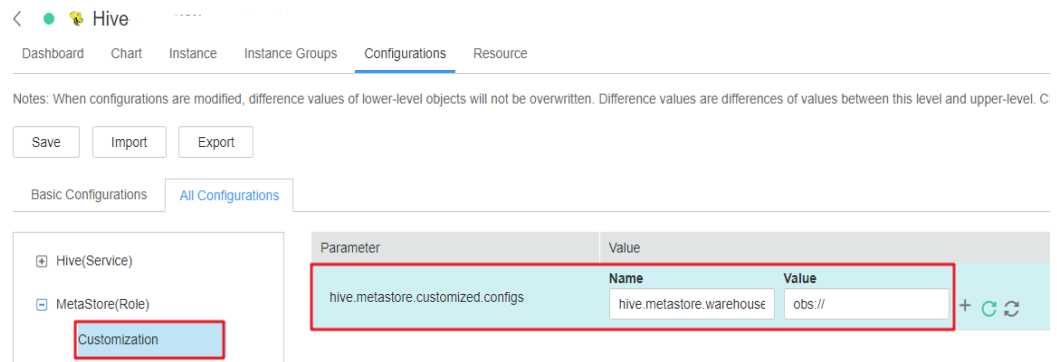 Hive
Dashboard Chart Instance Instance Groups Configurations Resource
Notes: When configurations are modified, difference values of lower-level objects will not be overwritten. Difference values are differences of values between this level and upper-level. C
Save Import Export
Basic Configurations All Configurations
Parameter Value
Hive(Service)
Name Value
hive.metastore.customized.configs hive.metastore.warehouse obs://
MetaStore(Role)
Customization